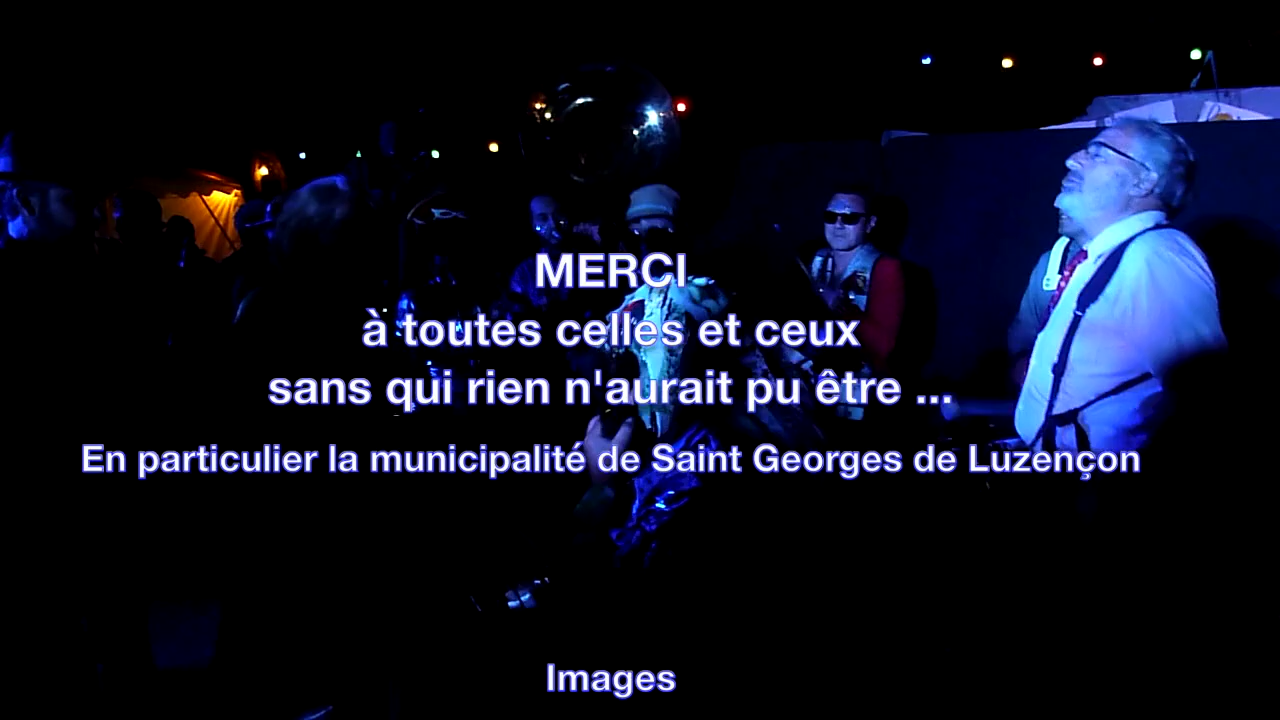 MERCI
à toutes celles et ceux
sans qui rien n'aurait pu être ...
En particulier la municipalité de Saint Georges de Luzençon
Images